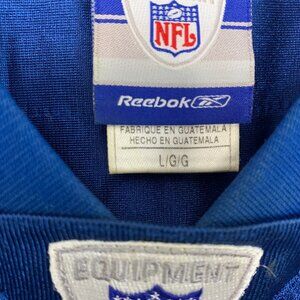 NFL
Reebok
FABRIQUE EN GUATEMALA
HECHO EN GUATEMALA
L/G/G
EQUIPMENT